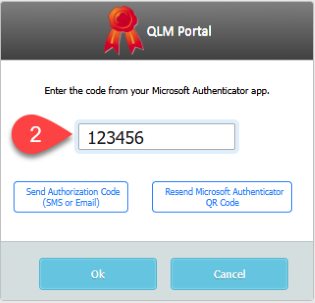 QLM Portal
Enter the code from your Microsoft Authenticator app.
2
123456
Send Authorization Code
(SMS or Email)
Resend Microsoft Authenticator
QR Code
Ok
Cancel